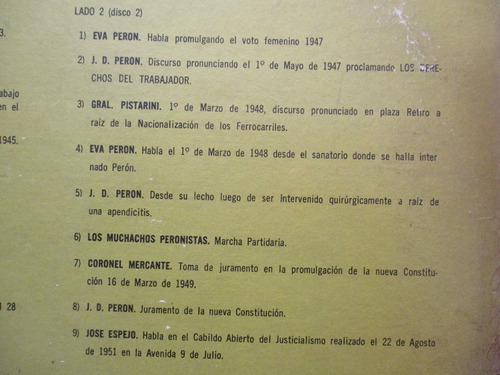 LADO 2 (disco 2)
3.
1) EVA PERON. Habla promulgando el voto femenino 1947
2) J. D. PERON. Discurso pronunciando el 1º de Mayo de 1947 proclamando LOS DERE-
CHOS DEL TRABAJADOR.
abajo
en el
3) GRAL. PISTARINI. 1º de Marzo de 1948, discurso pronunciado en plaza Retiro a
raíz de la Nacionalización de los Ferrocarriles.
1945.
4) EVA PERON. Habla el 1º de Marzo de 1948 desde el sanatorio donde se halla inter
nado Perón.
5) J. D. PERON. Desde su lecho luego de ser intervenido quirúrgicamente a raíz de
una apendicitis.
6) LOS MUCHACHOS PERONISTAS. Marcha Partidaria.
7) CORONEL MERCANTE. Toma de juramento en la promulgación de la nueva Constitu-
ción 16 de Marzo de 1949.
28
8) J. D. PERON. Juramento de la nueva Constitución.
9) JOSE ESPEJO. Habla en el Cabildo Abierto del Justicialismo realizado el 22 de Agosto
de 1951 en la Avenida 9 de Julio.